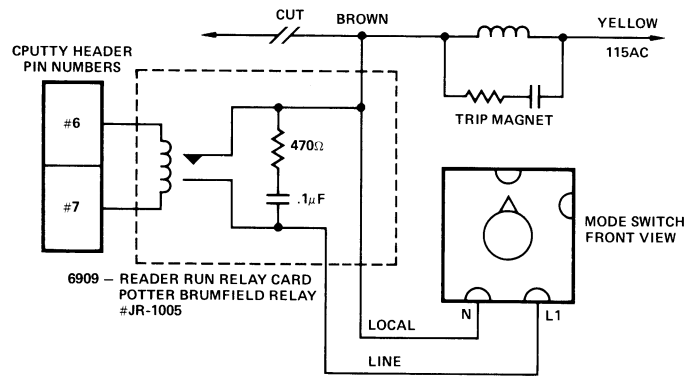 CUT
BROWN
YELLOW
115AC
CPUTTY HEADER
PIN NUMBERS
#6
#7
470Ω
.1μF
TRIP MAGNET
MODE SWITCH
FRONT VIEW
6909 – READER RUN RELAY CARD
POTTER BRUMFIELD RELAY
#JR-1005
N
L1
LOCAL
LINE